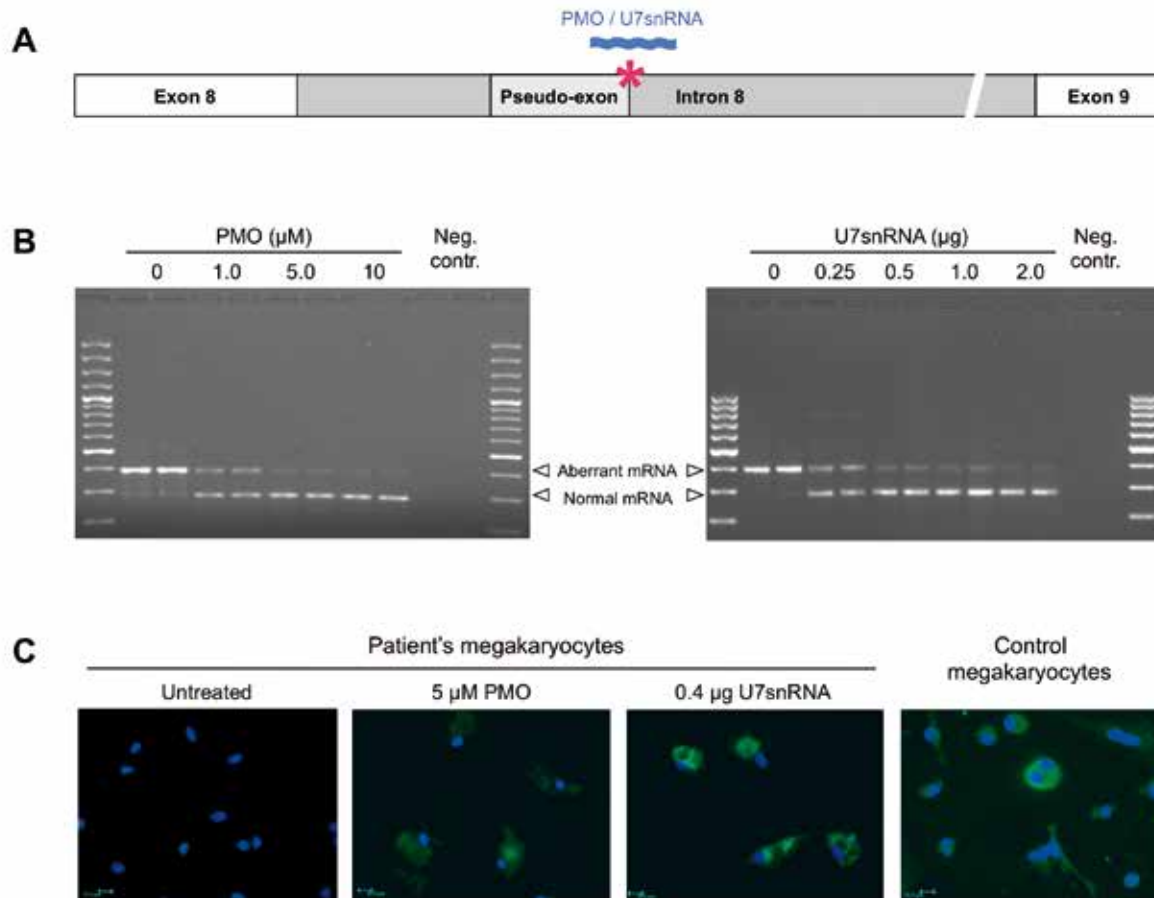 A
PMO / U7snRNA
*
Exon 8
Pseudo-exon
Intron 8
Exon 9
B
PMO (µM)
Neg.
contr.
0 1.0 5.0 10
U7snRNA (µg)
Neg.
contr.
0 0.25 0.5 1.0 2.0
Aberrant mRNA
Normal mRNA
C
Patient's megakaryocytes
Control
megakaryocytes
Untreated
5 µM PMO
0.4 µg U7snRNA